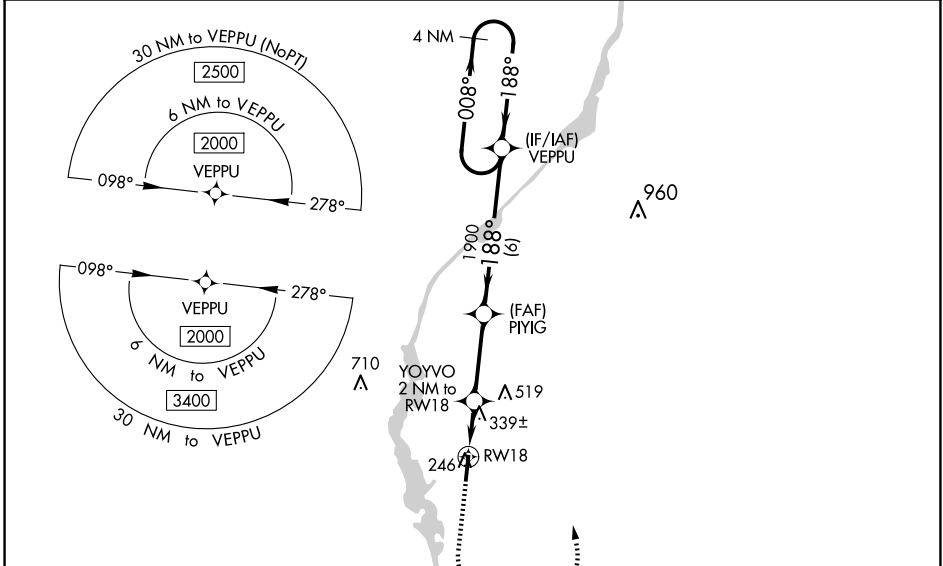 30 NM to VEPPU (NoPT)
2500
6 NM to VEPPU
2000
VEPPU
098°
278°
098°
278°
VEPPU
2000
6 NM to VEPPU
3400
30 NM to VEPPU
4 NM
008°
188°
(IF/IAF)
VEPPU
960
1900
188°
(6)
(FAF)
PIYIG
710
YOYVO
2 NM to
RW18
519
339±
246
RW18